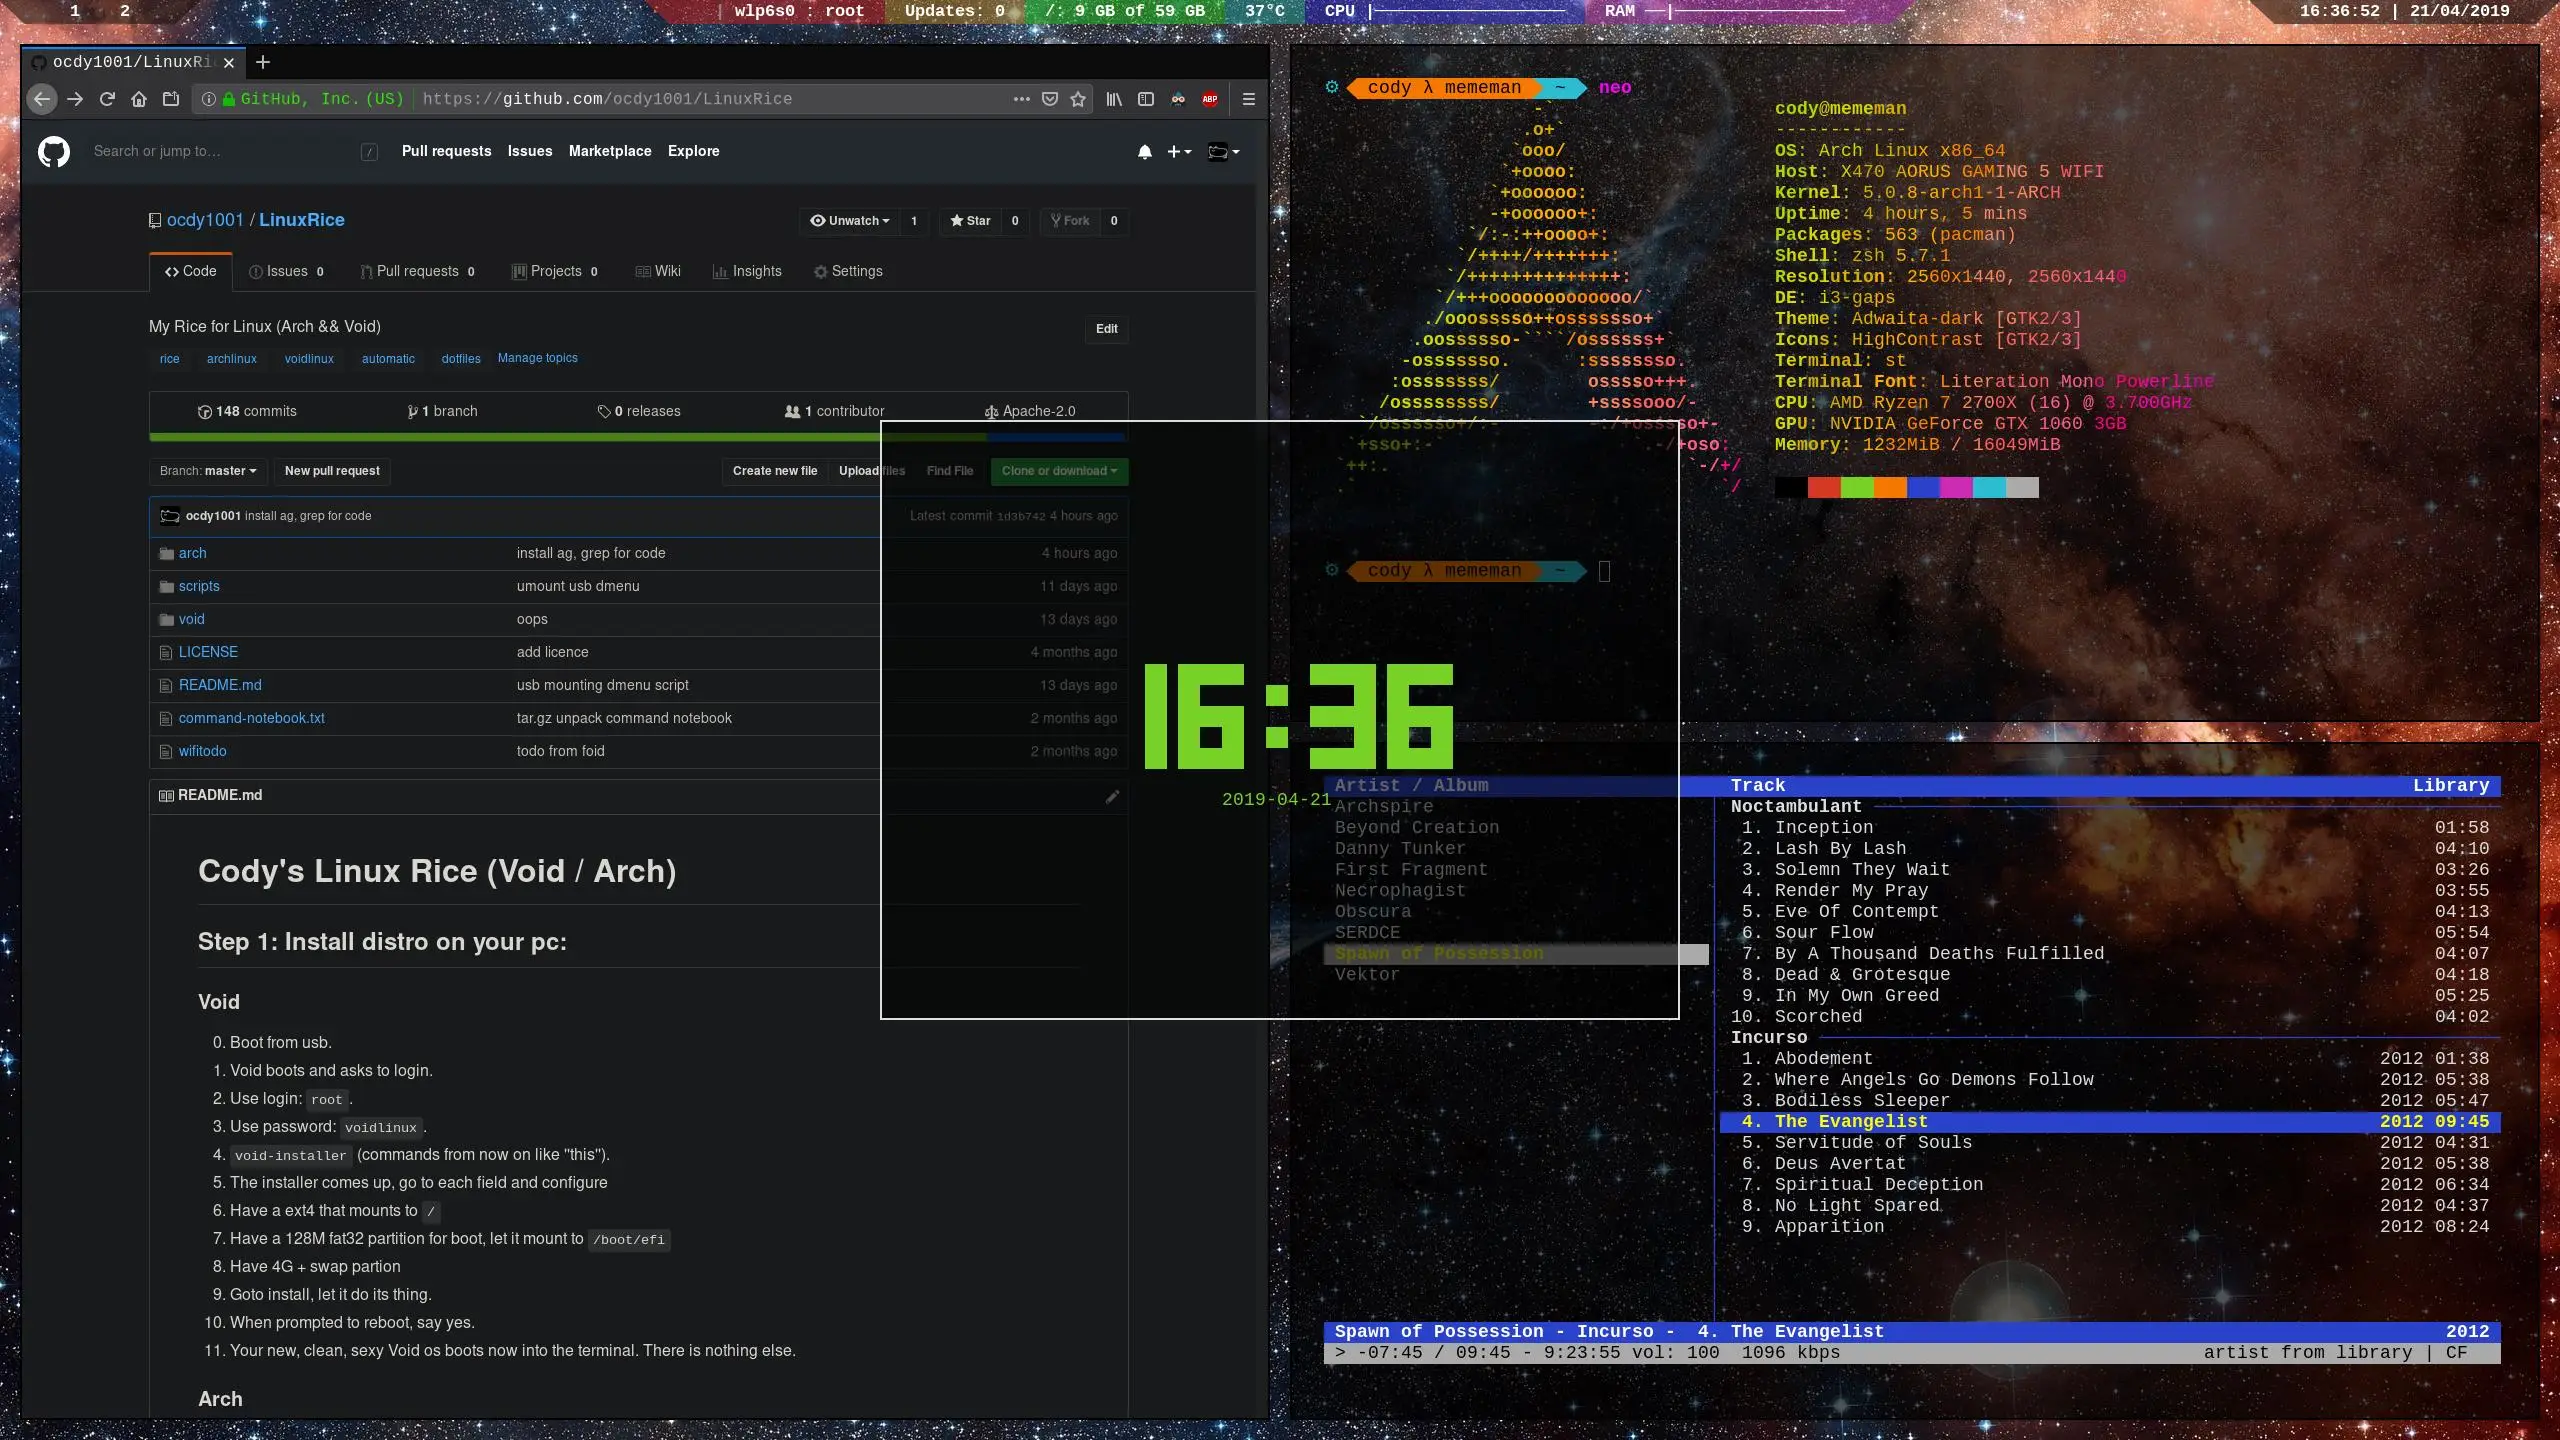 1 2
wlp6s0 : root
Updates: 0
/: 9 GB of 59 GB
37°C
CPU
RAM
16:36:52 | 21/04/2019
ocdy1001/LinuxRi
GitHub, Inc. (US)
https://github.com/ocdy1001/LinuxRice
ABP
Search or jump to…
/
Pull requests Issues Marketplace Explore
ocdy1001 / LinuxRice
Unwatch 1
Star 0
Fork 0
Code
Issues 0
Pull requests 0
Projects 0
Wiki
Insights
Settings
My Rice for Linux (Arch && Void)
Edit
rice archlinux voidlinux automatic dotfiles Manage topics
148 commits
1 branch
0 releases
1 contributor
Apache-2.0
Branch: master
New pull request
Create new file
Upload files
Find File
Clone or download
ocdy1001 install ag, grep for code
Latest commit 1d3b742 4 hours ago
arch install ag, grep for code 4 hours ago
scripts umount usb dmenu 11 days ago
void oops 13 days ago
LICENSE add licence 4 months ago
README.md usb mounting dmenu script 13 days ago
command-notebook.txt tar.gz unpack command notebook 2 months ago
wifitodo todo from foid 2 months ago
README.md
Cody's Linux Rice (Void / Arch)
Step 1: Install distro on your pc:
Void
0. Boot from usb.
1. Void boots and asks to login.
2. Use login: root .
3. Use password: voidlinux .
4. void-installer (commands from now on like "this").
5. The installer comes up, go to each field and configure
6. Have a ext4 that mounts to /
7. Have a 128M fat32 partition for boot, let it mount to /boot/efi
8. Have 4G + swap partion
9. Goto install, let it do its thing.
10. When prompted to reboot, say yes.
11. Your new, clean, sexy Void os boots now into the terminal. There is nothing else.
Arch
cody λ mememan ~ neo
cody@mememan
------------
OS: Arch Linux x86_64
Host: X470 AORUS GAMING 5 WIFI
Kernel: 5.0.8-arch1-1-ARCH
Uptime: 4 hours, 5 mins
Packages: 563 (pacman)
Shell: zsh 5.7.1
Resolution: 2560x1440, 2560x1440
DE: i3-gaps
Theme: Adwaita-dark [GTK2/3]
Icons: HighContrast [GTK2/3]
Terminal: st
Terminal Font: Literation Mono Powerline
CPU: AMD Ryzen 7 2700X (16) @ 3.700GHz
GPU: NVIDIA GeForce GTX 1060 3GB
Memory: 1232MiB / 16049MiB
cody λ mememan ~
16:36
2019-04-21
Artist / Album
Archspire
Beyond Creation
Danny Tunker
First Fragment
Necrophagist
Obscura
SERDCE
Spawn of Possession
Vektor
Track Library
Noctambulant
1. Inception 01:58
2. Lash By Lash 04:10
3. Solemn They Wait 03:26
4. Render My Pray 03:55
5. Eve Of Contempt 04:13
6. Sour Flow 05:54
7. By A Thousand Deaths Fulfilled 04:07
8. Dead & Grotesque 04:18
9. In My Own Greed 05:25
10. Scorched 04:02
Incurso
1. Abodement 2012 01:38
2. Where Angels Go Demons Follow 2012 05:38
3. Bodiless Sleeper 2012 05:47
4. The Evangelist 2012 09:45
5. Servitude of Souls 2012 04:31
6. Deus Avertat 2012 05:38
7. Spiritual Deception 2012 06:34
8. No Light Spared 2012 04:37
9. Apparition 2012 08:24
Spawn of Possession - Incurso - 4. The Evangelist 2012
> -07:45 / 09:45 - 9:23:55 vol: 100 1096 kbps artist from library | CF